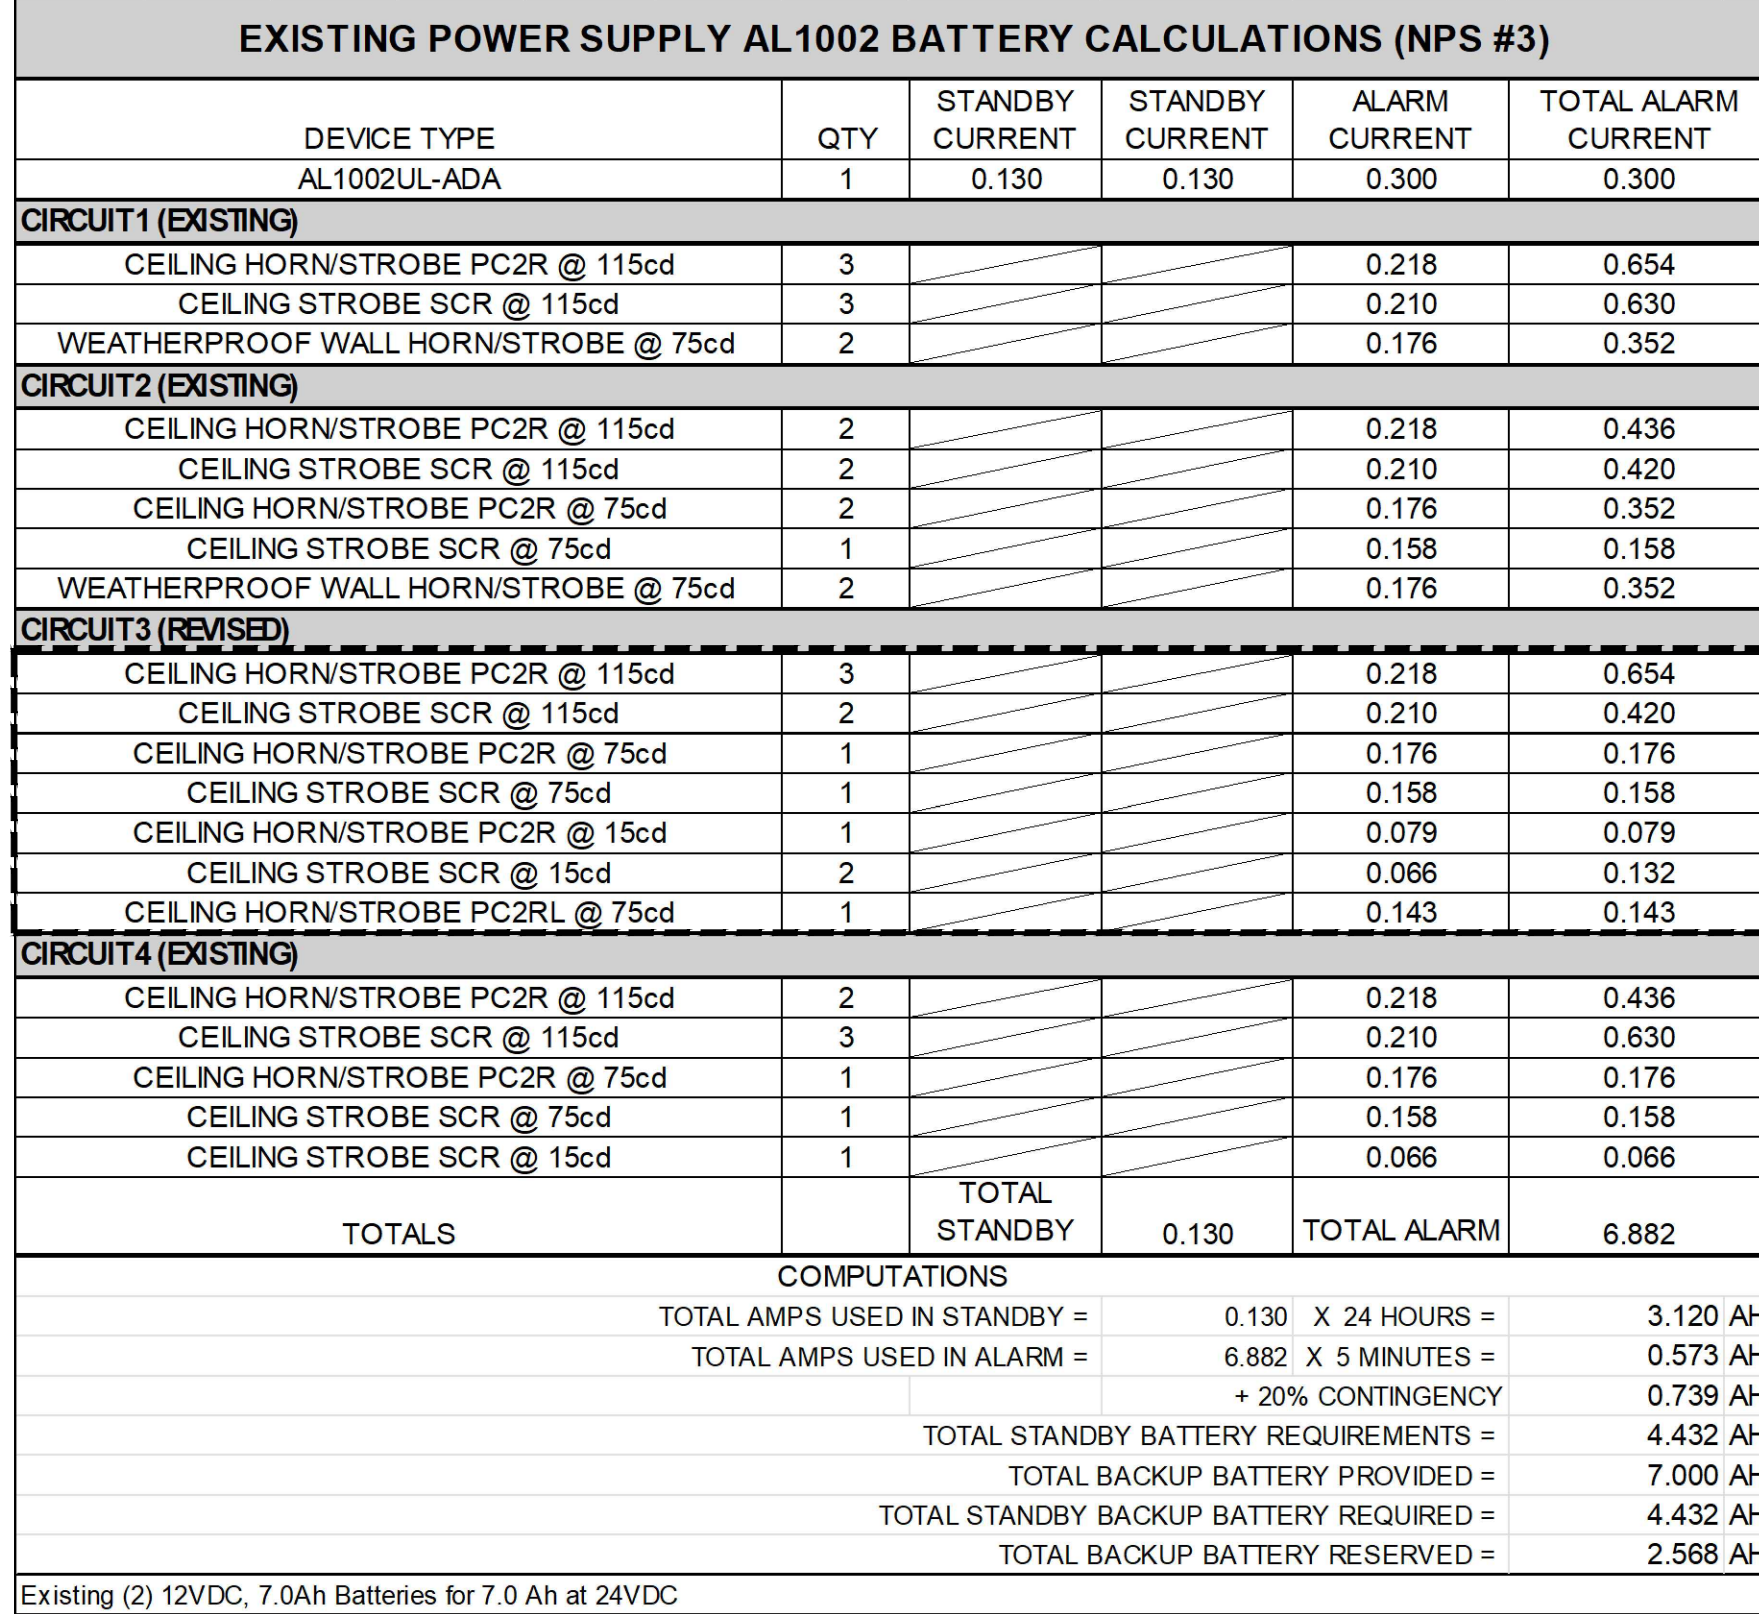 EXISTING POWER SUPPLY AL1002 BATTERY CALCULATIONS (NPS #3)
DEVICE TYPE QTY STANDBY CURRENT STANDBY CURRENT ALARM CURRENT TOTAL ALARM CURRENT
AL1002UL-ADA 1 0.130 0.130 0.300 0.300
CIRCUIT1 (EXISTING)
CEILING HORN/STROBE PC2R @ 115cd 3 0.218 0.654
CEILING STROBE SCR @ 115cd 3 0.210 0.630
WEATHERPROOF WALL HORN/STROBE @ 75cd 2 0.176 0.352
CIRCUIT2 (EXISTING)
CEILING HORN/STROBE PC2R @ 115cd 2 0.218 0.436
CEILING STROBE SCR @ 115cd 2 0.210 0.420
CEILING HORN/STROBE PC2R @ 75cd 2 0.176 0.352
CEILING STROBE SCR @ 75cd 1 0.158 0.158
WEATHERPROOF WALL HORN/STROBE @ 75cd 2 0.176 0.352
CIRCUIT3 (REVISED)
CEILING HORN/STROBE PC2R @ 115cd 3 0.218 0.654
CEILING STROBE SCR @ 115cd 2 0.210 0.420
CEILING HORN/STROBE PC2R @ 75cd 1 0.176 0.176
CEILING STROBE SCR @ 75cd 1 0.158 0.158
CEILING HORN/STROBE PC2R @ 15cd 1 0.079 0.079
CEILING STROBE SCR @ 15cd 2 0.066 0.132
CEILING HORN/STROBE PC2RL @ 75cd 1 0.143 0.143
CIRCUIT4 (EXISTING)
CEILING HORN/STROBE PC2R @ 115cd 2 0.218 0.436
CEILING STROBE SCR @ 115cd 3 0.210 0.630
CEILING HORN/STROBE PC2R @ 75cd 1 0.176 0.176
CEILING STROBE SCR @ 75cd 1 0.158 0.158
CEILING STROBE SCR @ 15cd 1 0.066 0.066
TOTALS TOTAL STANDBY 0.130 TOTAL ALARM 6.882
COMPUTATIONS
TOTAL AMPS USED IN STANDBY = 0.130 X 24 HOURS = 3.120 AH
TOTAL AMPS USED IN ALARM = 6.882 X 5 MINUTES = 0.573 AH
+ 20% CONTINGENCY 0.739 AH
TOTAL STANDBY BATTERY REQUIREMENTS = 4.432 AH
TOTAL BACKUP BATTERY PROVIDED = 7.000 AH
TOTAL STANDBY BACKUP BATTERY REQUIRED = 4.432 AH
TOTAL BACKUP BATTERY RESERVED = 2.568 AH
Existing (2) 12VDC, 7.0Ah Batteries for 7.0 Ah at 24VDC